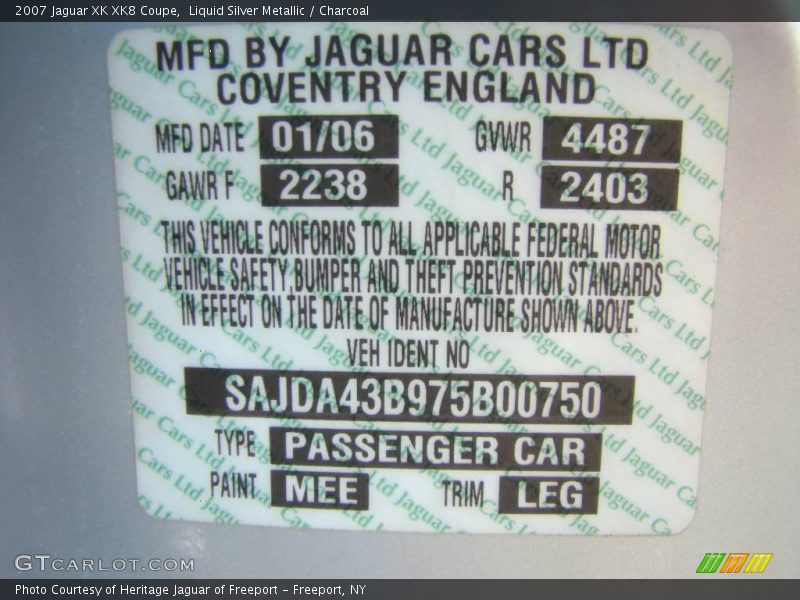 2007 Jaguar XK XK8 Coupe,  Liquid Silver Metallic / Charcoal
MFD BY JAGUAR CARS LTD
COVENTRY ENGLAND
MFD DATE 01/06 GVWR 4487
GAWR F 2238 R 2403
THIS VEHICLE CONFORMS TO ALL APPLICABLE FEDERAL MOTOR
VEHICLE SAFETY, BUMPER AND THEFT PREVENTION STANDARDS
IN EFFECT ON THE DATE OF MANUFACTURE SHOWN ABOVE.
VEH IDENT NO
SAJDA43B975B00750
TYPE PASSENGER CAR
PAINT MEE TRIM LEG
GTCARLOT.COM
Photo Courtesy of Heritage Jaguar of Freeport – Freeport, NY